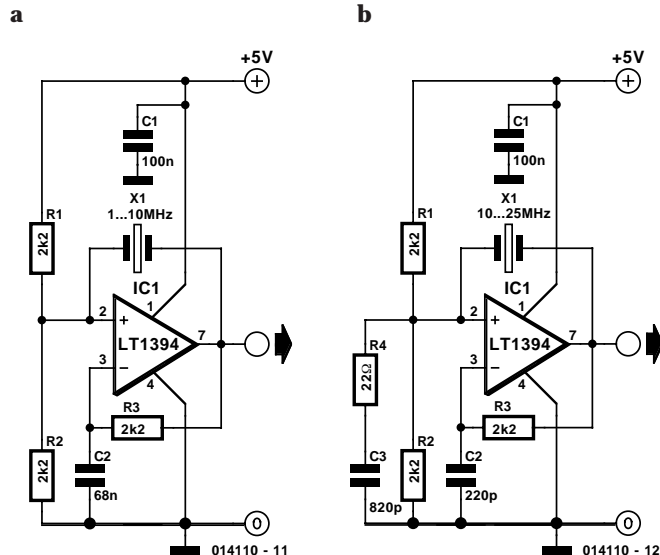 a
+5V
C1
100n
X1
1...10MHz
R1
2k2
IC1
2
1
+
7
LT1394
3
–
4
R3
2k2
R2
2k2
C2
68n
0
014110 - 11
b
+5V
C1
100n
X1
10...25MHz
R1
2k2
IC1
2
1
+
7
LT1394
3
–
4
R4
22Ω
R3
2k2
R2
2k2
C3
820p
C2
220p
0
014110 - 12